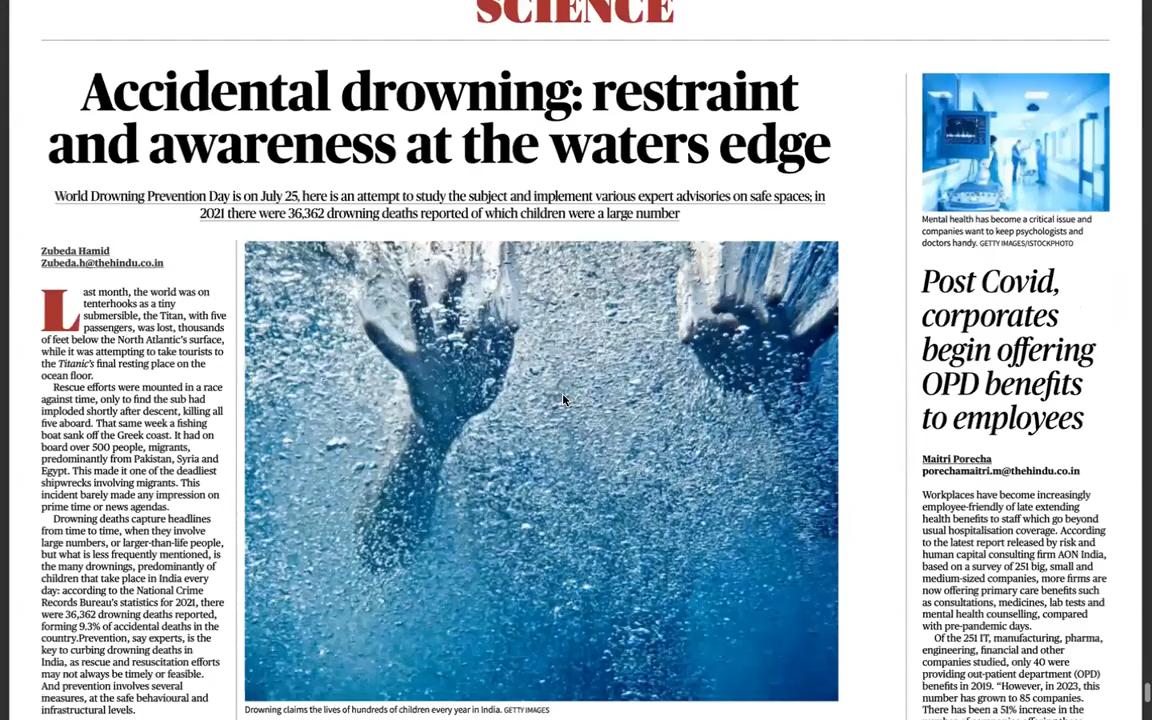 SCIENCE
Accidental drowning: restraint
and awareness at the waters edge
World Drowning Prevention Day is on July 25, here is an attempt to study the subject and implement various expert advisories on safe spaces; in
2021 there were 36,362 drowning deaths reported of which children were a large number
Zubeda Hamid
Zubeda.h@thehindu.co.in
Last month, the world was on
tenterhooks as a tiny
submersible, the Titan, with five
passengers, was lost, thousands
of feet below the North Atlantic's surface,
while it was attempting to take tourists to
the Titanic's final resting place on the
ocean floor.
Rescue efforts were mounted in a race
against time, only to find the sub had
imploded shortly after descent, killing all
five aboard. That same week a fishing
boat sank off the Greek coast. It had on
board over 500 people, migrants,
predominantly from Pakistan, Syria and
Egypt. This made it one of the deadliest
shipwrecks involving migrants. This
incident barely made any impression on
prime time or news agendas.
Drowning deaths capture headlines
from time to time, when they involve
large numbers, or larger-than-life people,
but what is less frequently mentioned, is
the many drownings, predominantly of
children that take place in India every
day: according to the National Crime
Records Bureau's statistics for 2021, there
were 36,362 drowning deaths reported,
forming 9.3% of accidental deaths in the
country.Prevention, say experts, is the
key to curbing drowning deaths in
India, as rescue and resuscitation efforts
may not always be timely or feasible.
And prevention involves several
measures, at the safe behavioural and
infrastructural levels.
Drowning claims the lives of hundreds of children every year in India. GETTY IMAGES
Mental health has become a critical issue and
companies want to keep psychologists and
doctors handy. GETTY IMAGES/ISTOCKPHOTO
Post Covid,
corporates
begin offering
OPD benefits
to employees
Maitri Porecha
porechamaitri.m@thehindu.co.in
Workplaces have become increasingly
employee-friendly of late extending
health benefits to staff which go beyond
usual hospitalisation coverage. According
to the latest report released by risk and
human capital consulting firm AON India,
based on a survey of 251 big, small and
medium-sized companies, more firms are
now offering primary care benefits such
as consultations, medicines, lab tests and
mental health counselling, compared
with pre-pandemic days.
Of the 251 IT, manufacturing, pharma,
engineering, financial and other
companies studied, only 40 were
providing out-patient department (OPD)
benefits in 2019. "However, in 2023, this
number has grown to 85 companies.
There has been a 51% increase in the